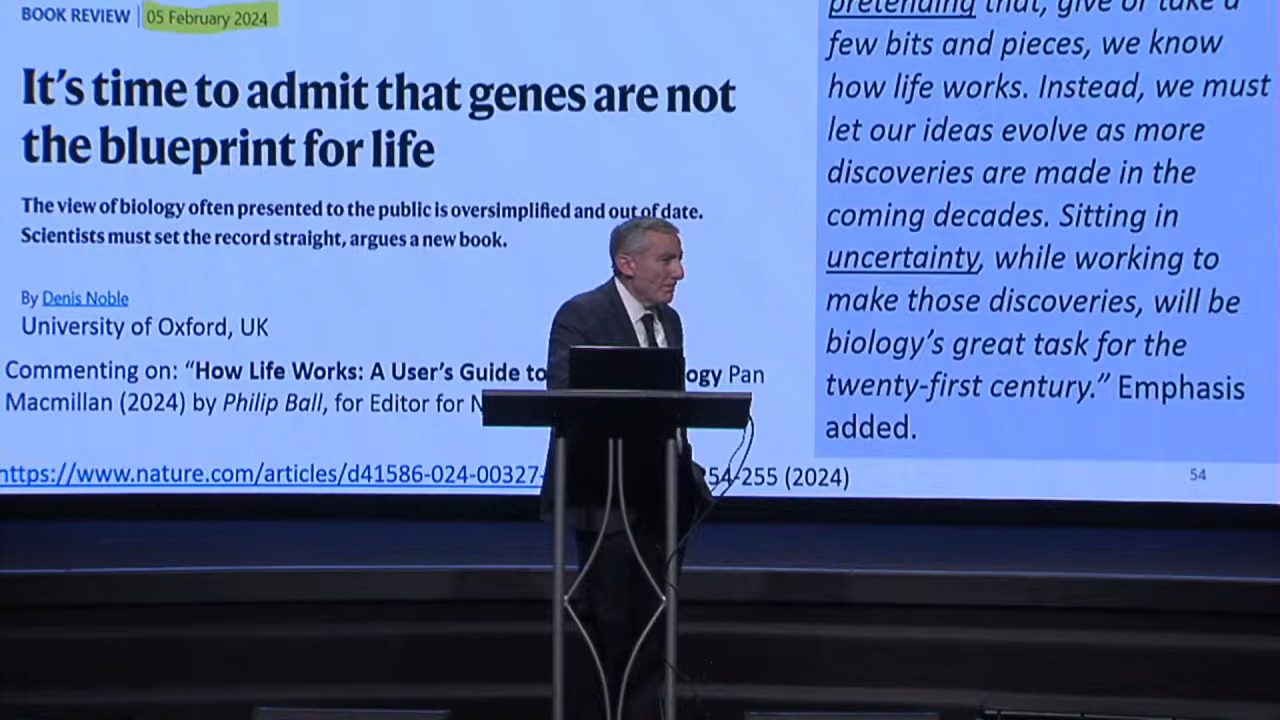 BOOK REVIEW | 05 February 2024
It's time to admit that genes are not
the blueprint for life
The view of biology often presented to the public is oversimplified and out of date.
Scientists must set the record straight, argues a new book.
By Denis Noble
University of Oxford, UK
Commenting on: “How Life Works: A User's Guide to ogy Pan
Macmillan (2024) by Philip Ball, for Editor for N
https://www.nature.com/articles/d41586-024-00327- 54-255 (2024)
pretending that, give or take a
few bits and pieces, we know
how life works. Instead, we must
let our ideas evolve as more
discoveries are made in the
coming decades. Sitting in
uncertainty, while working to
make those discoveries, will be
biology's great task for the
twenty-first century.” Emphasis
added.
54